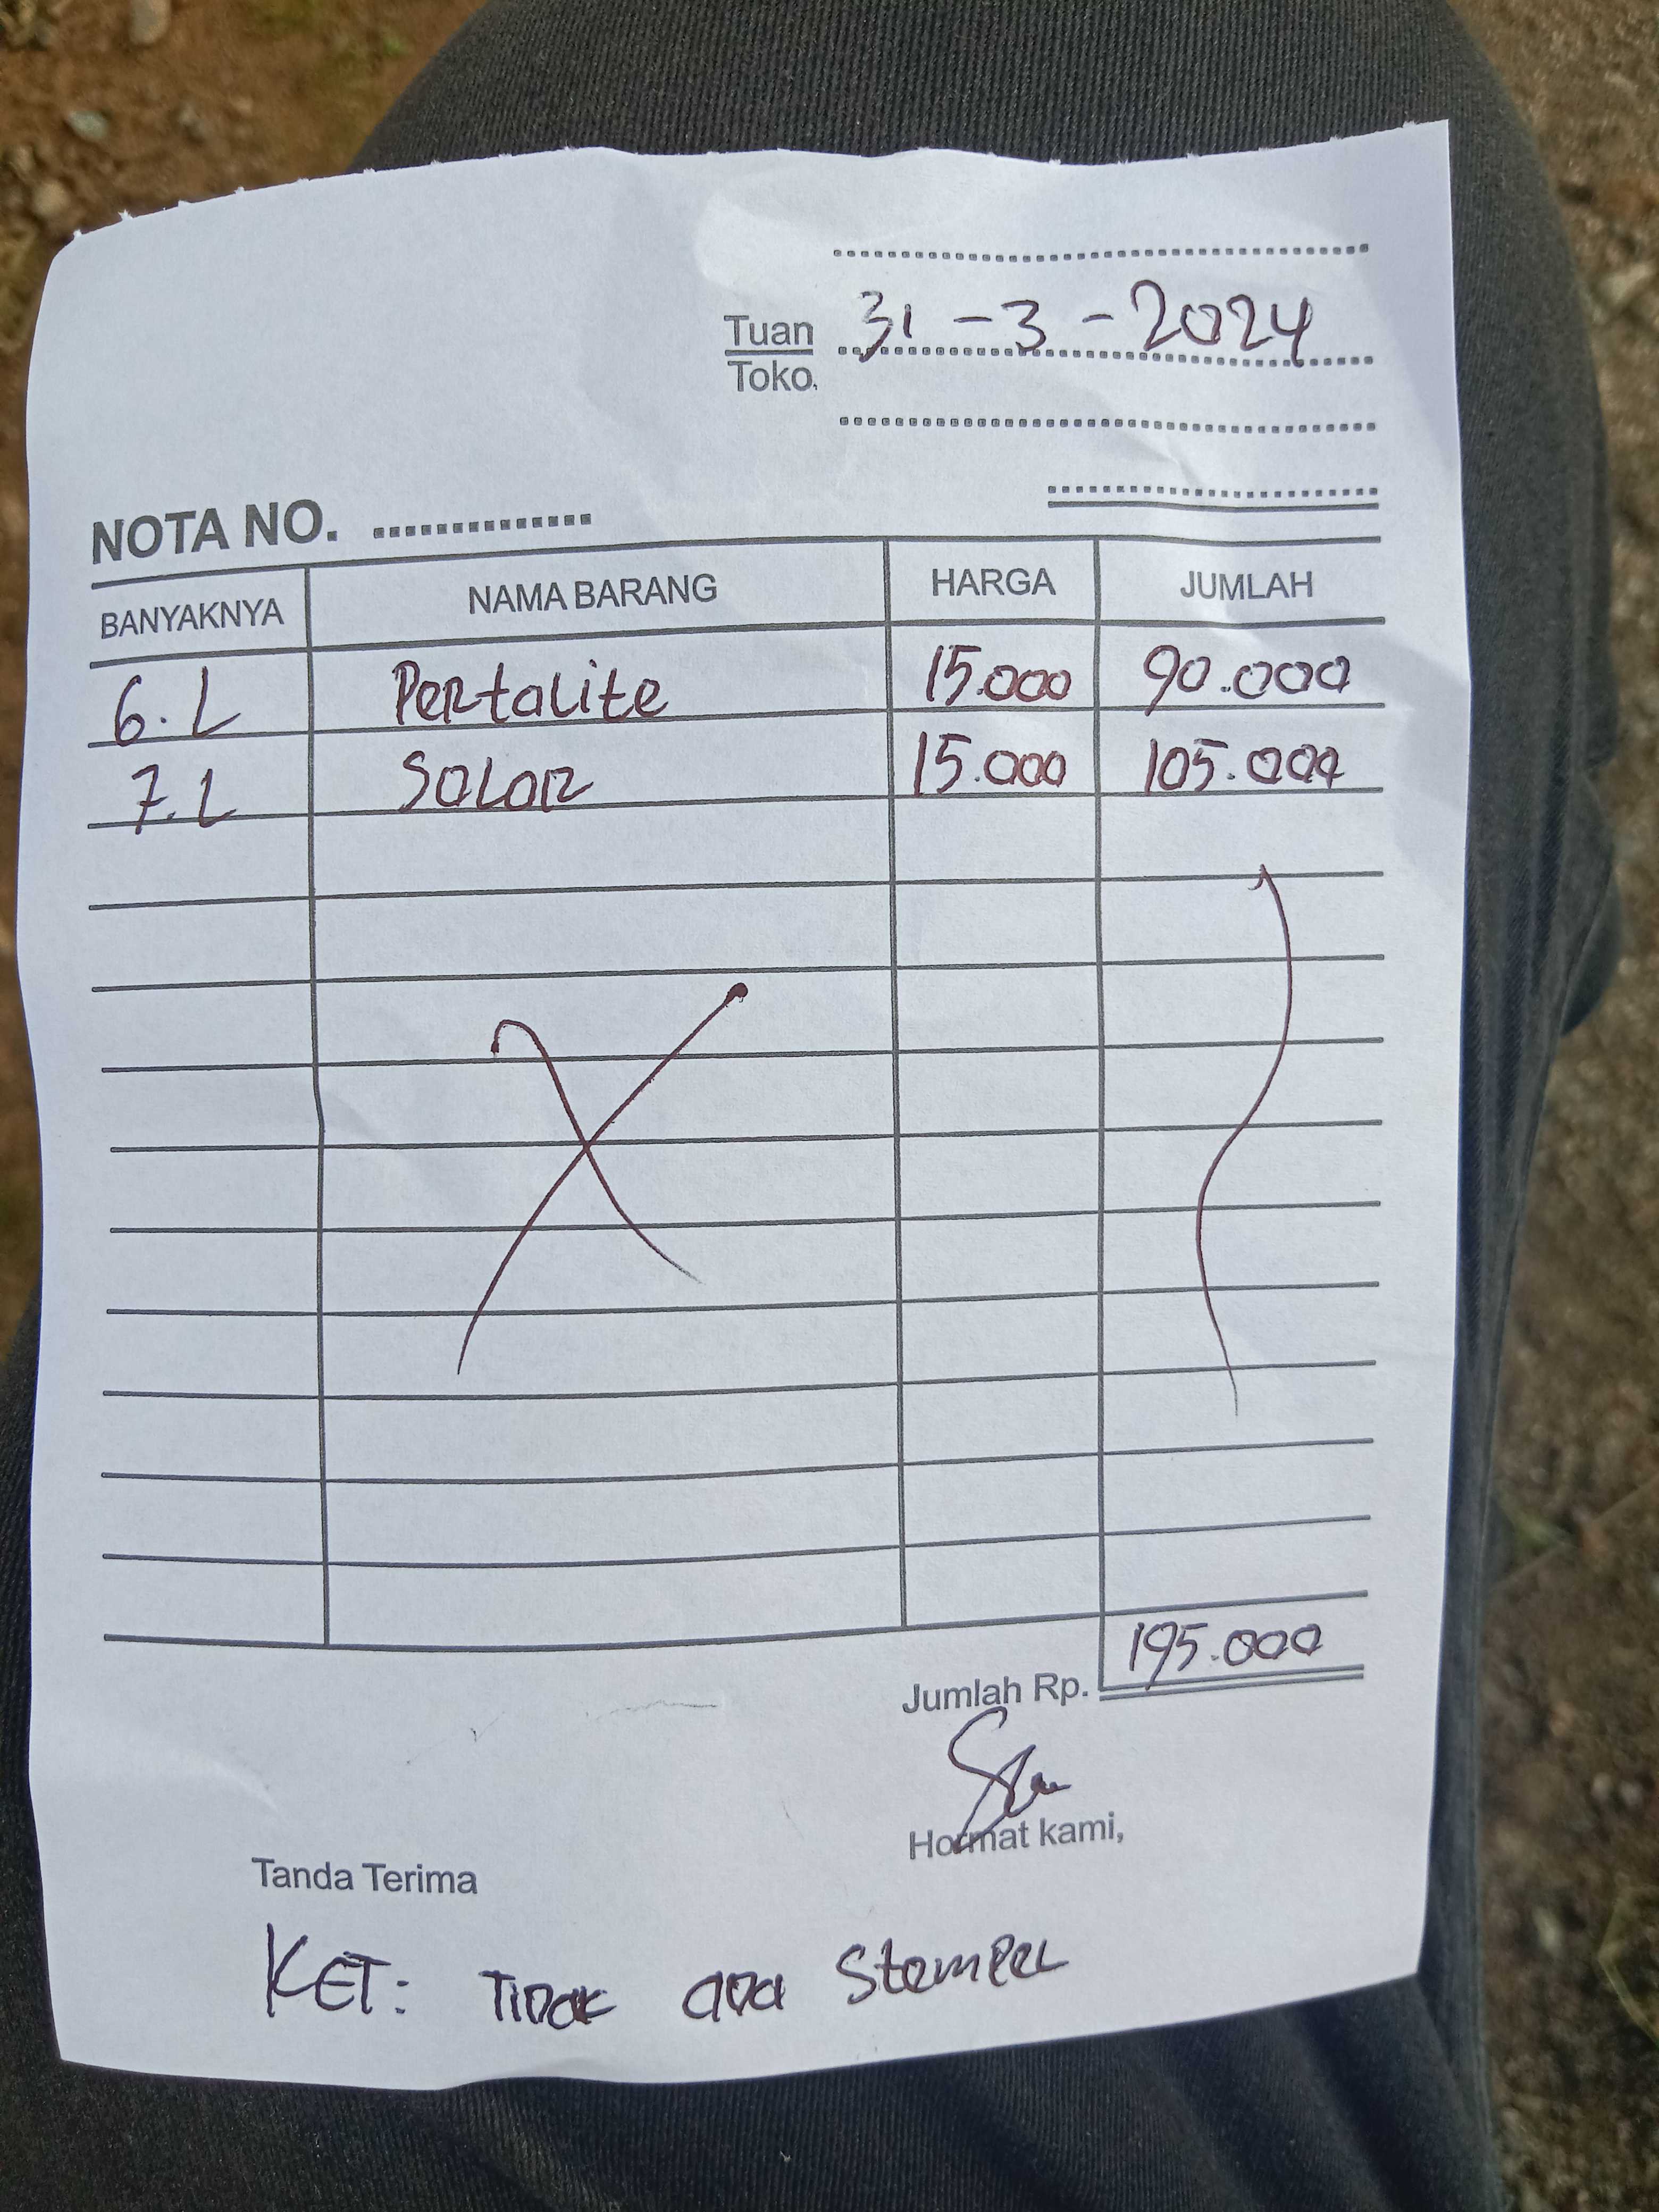 Tuan 31 - 3 - 2024
Toko.
NOTA NO. ...............
BANYAKNYA NAMA BARANG HARGA JUMLAH
6. L Pertalite 15.000 90.000
7. L SOLAR 15.000 105.000
195.000
Jumlah Rp.
Hormat kami,
Tanda Terima
KET: TIDAK ADA STEMPEL